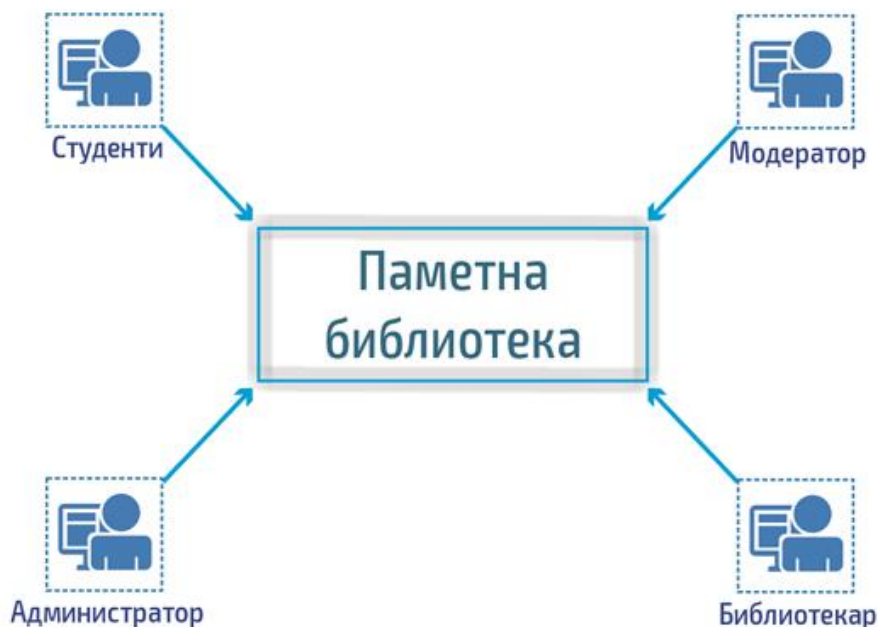 Студенти
Модератор
Паметна
библиотека
Администратор
Библиотекар